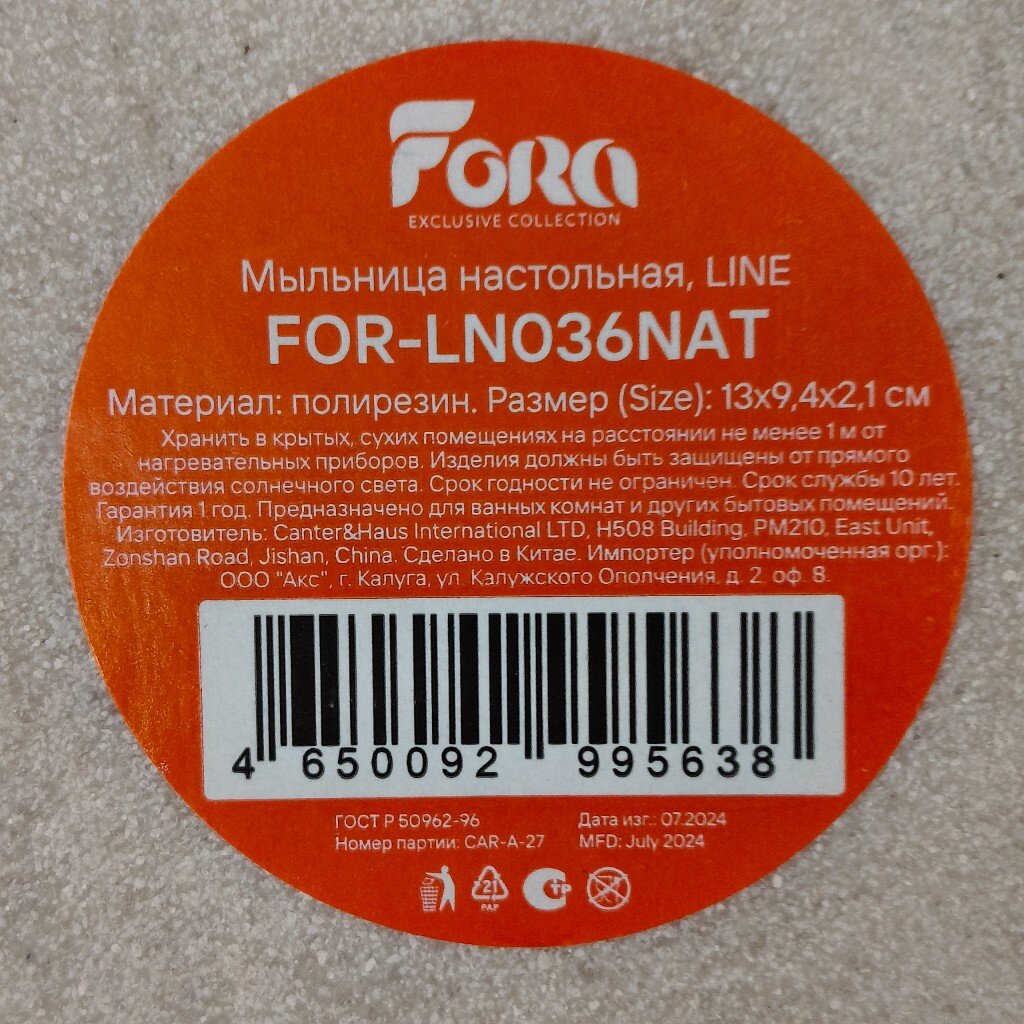 FORA
EXCLUSIVE COLLECTION
Мыльница настольная, LINE
FOR-LN036NAT
Материал: полирезин. Размер (Size): 13x9,4x2,1 см
Хранить в крытых, сухих помещениях на расстоянии не менее 1 м от
нагревательных приборов. Изделия должны быть защищены от прямого
воздействия солнечного света. Срок годности не ограничен. Срок службы 10 лет.
Гарантия 1 год. Предназначено для ванных комнат и других бытовых помещений.
Изготовитель: Canter&Haus International LTD, H508 Building, PM210, East Unit,
Zonshan Road, Jishan, China. Сделано в Китае. Импортер (уполномоченная орг.):
ООО "Акс", г. Калуга, ул. Калужского Ополчения, д. 2, оф. 8.
4 650092 995638
ГОСТ Р 50962-96 Дата изг.: 07.2024
Номер партии: CAR-A-27 MFD: July 2024
21
PAP
СТР